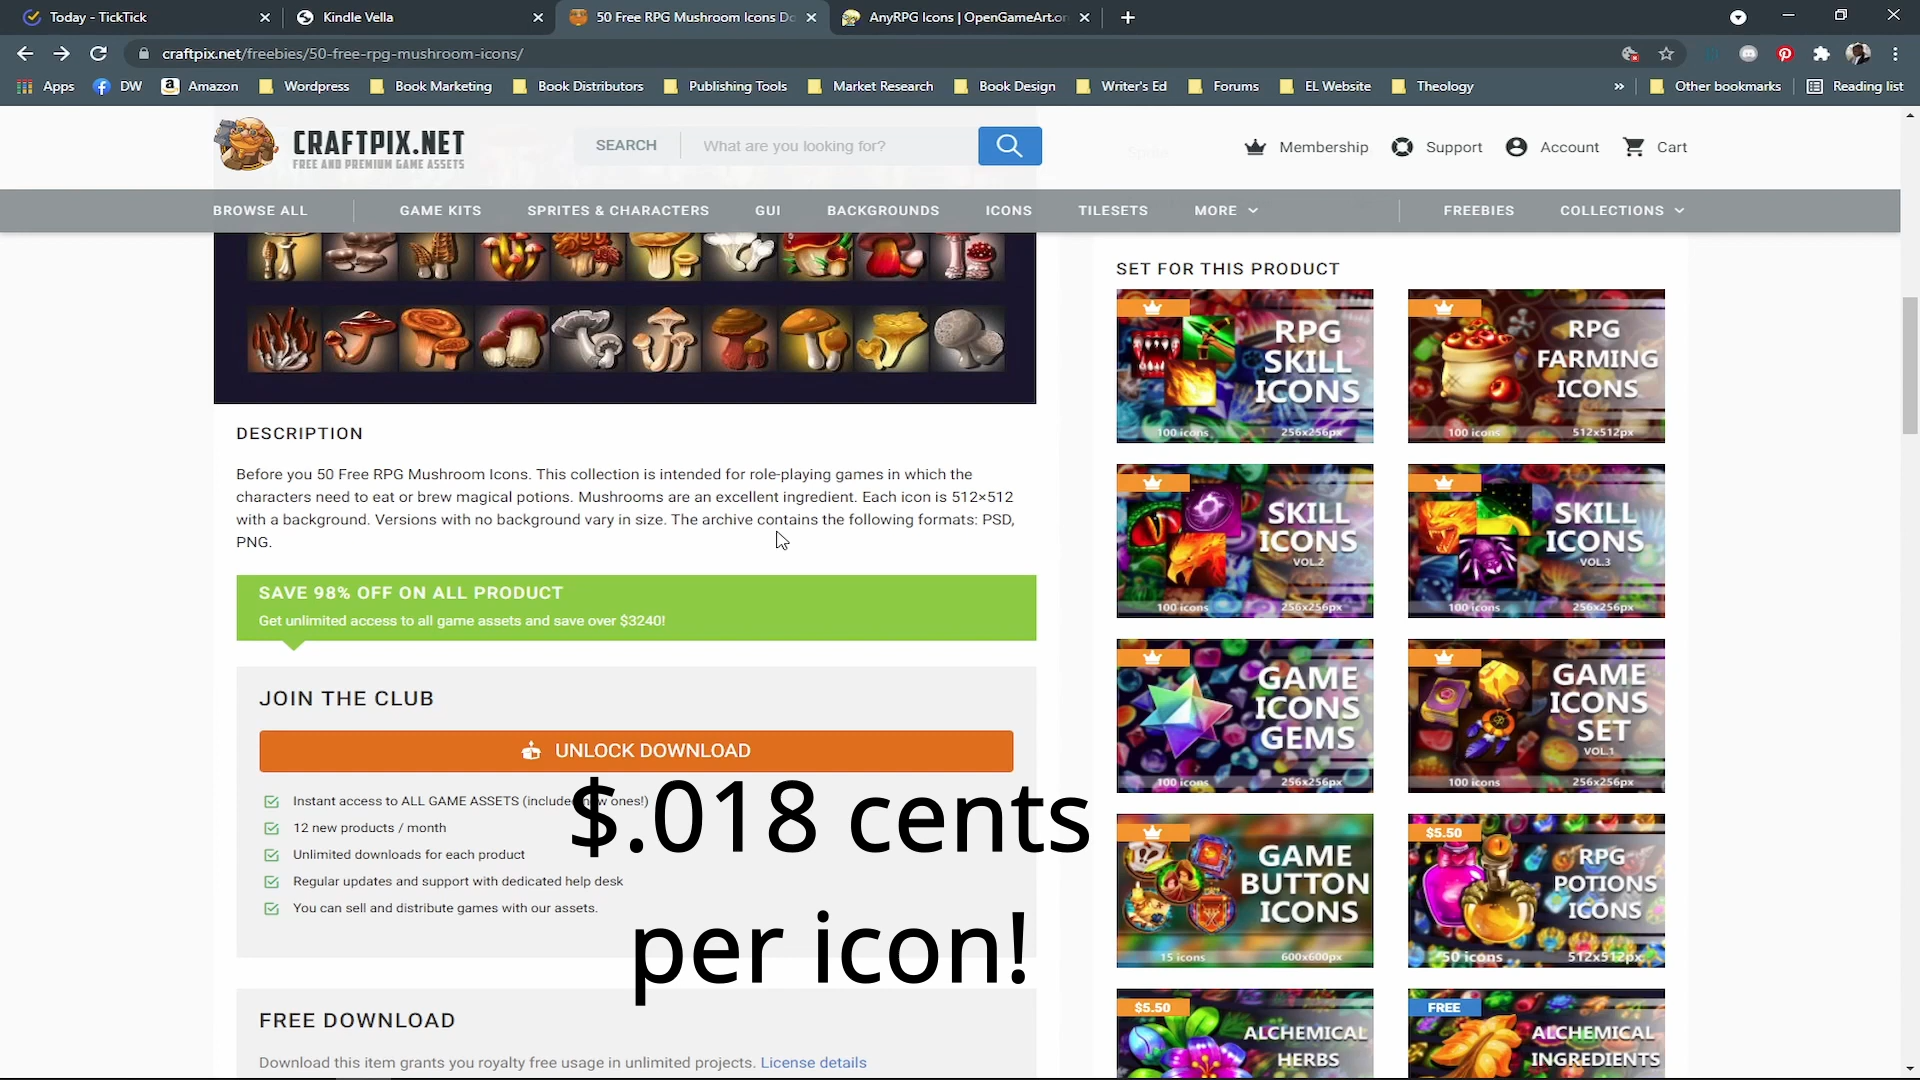 Today - TickTick
Kindle Vella
50 Free RPG Mushroom Icons Do
AnyRPG Icons | OpenGameArt.or
craftpix.net/freebies/50-free-rpg-mushroom-icons/
Apps
DW
Amazon
Wordpress
Book Marketing
Book Distributors
Publishing Tools
Market Research
Book Design
Writer's Ed
Forums
EL Website
Theology
»
Other bookmarks
Reading list
CRAFTPIX.NET
FREE AND PREMIUM GAME ASSETS
SEARCH
What are you looking for?
Membership
Support
Account
Cart
BROWSE ALL
GAME KITS
SPRITES & CHARACTERS
GUI
BACKGROUNDS
ICONS
TILESETS
MORE
FREEBIES
COLLECTIONS
DESCRIPTION
Before you 50 Free RPG Mushroom Icons. This collection is intended for role-playing games in which the
characters need to eat or brew magical potions. Mushrooms are an excellent ingredient. Each icon is 512×512
with a background. Versions with no background vary in size. The archive contains the following formats: PSD,
PNG.
SAVE 98% OFF ON ALL PRODUCT
Get unlimited access to all game assets and save over $3240!
JOIN THE CLUB
UNLOCK DOWNLOAD
Instant access to ALL GAME ASSETS (included new ones!)
12 new products / month
Unlimited downloads for each product
Regular updates and support with dedicated help desk
You can sell and distribute games with our assets.
$.018 cents
per icon!
FREE DOWNLOAD
Download this item grants you royalty free usage in unlimited projects. License details
SET FOR THIS PRODUCT
RPG
SKILL
ICONS
100 icons
256x256px
RPG
FARMING
ICONS
100 icons
512x512px
SKILL
ICONS
VOL.2
100 icons
256x256px
SKILL
ICONS
VOL.3
100 icons
256x256px
GAME
ICONS
GEMS
100 icons
256x256px
GAME
ICONS
SET
VOL.1
100 icons
256x256px
GAME
BUTTON
ICONS
15 icons
600x600px
$5.50
RPG
POTIONS
ICONS
50 icons
512x512px
$5.50
ALCHEMICAL
HERBS
FREE
ALCHEMICAL
INGREDIENTS